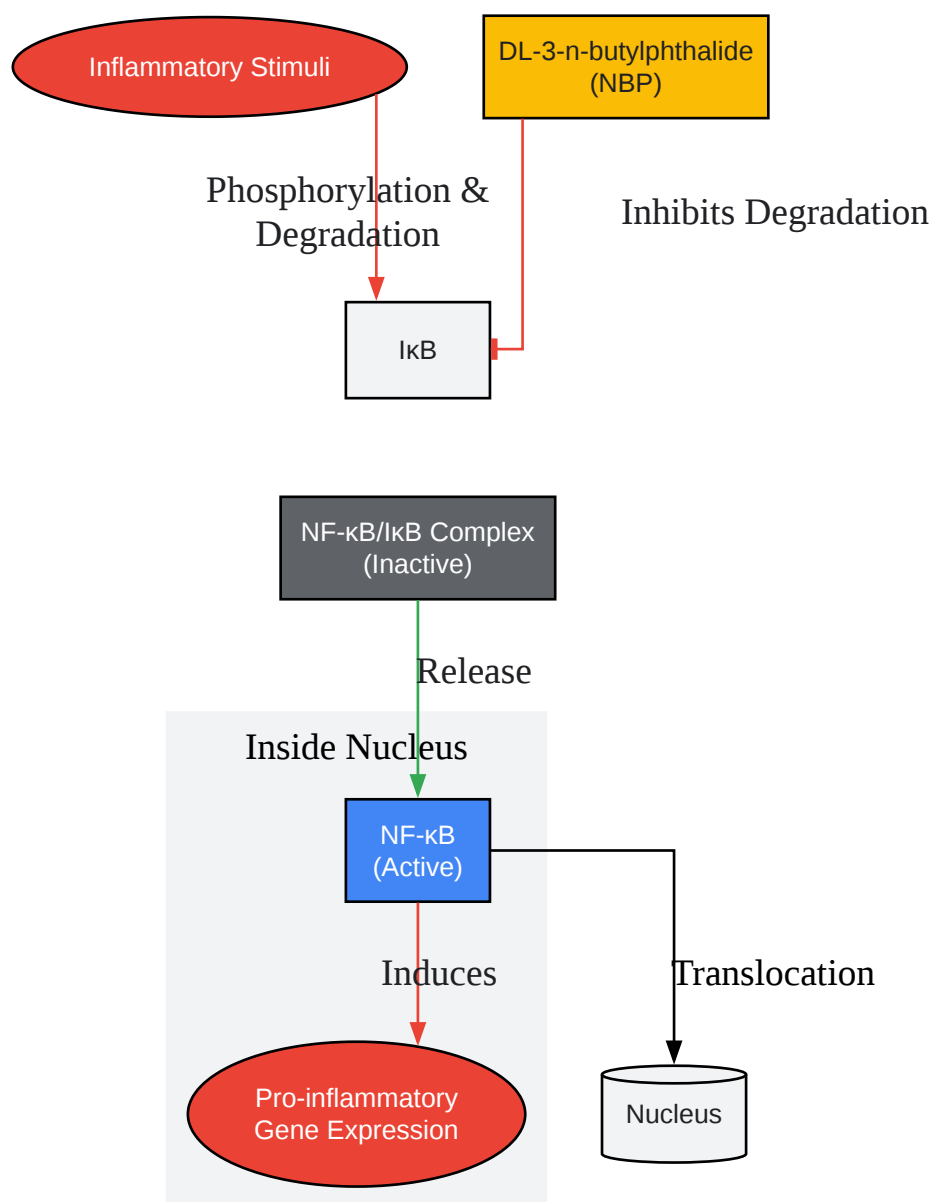 Inflammatory Stimuli
DL-3-n-butylphthalide
(NBP)
Phosphorylation &
Degradation
Inhibits Degradation
IκB
NF-κB/IκB Complex
(Inactive)
Release
Inside Nucleus
NF-κB
(Active)
Induces
Translocation
Pro-inflammatory
Gene Expression
Nucleus